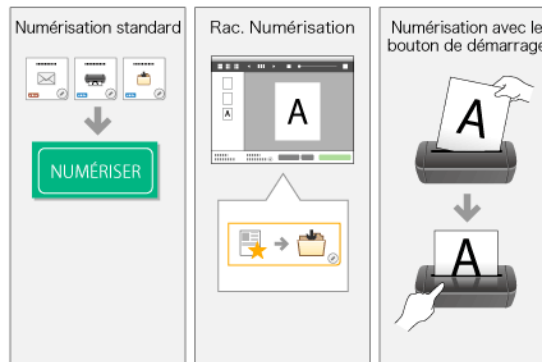 Numérisation standard
NUMÉRISER
Rac. Numérisation
A
A
Numérisation avec le
bouton de démarrage
A
A